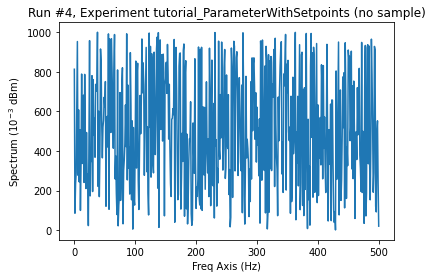 Run #4, Experiment tutorial_ParameterWithSetpoints (no sample)
1000
800
600
400
200
0
Spectrum (10⁻³ dBm)
0 100 200 300 400 500
Freq Axis (Hz)